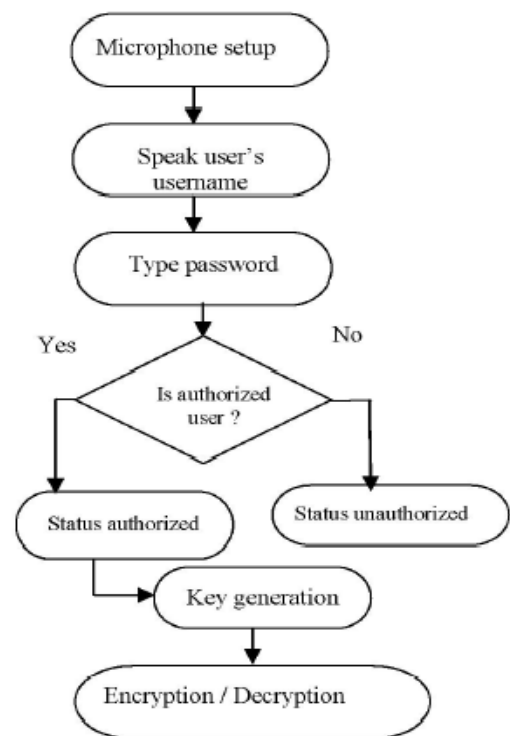 Microphone setup
Speak user's
username
Type password
Yes
No
Is authorized
user ?
Status authorized
Status unauthorized
Key generation
Encryption / Decryption